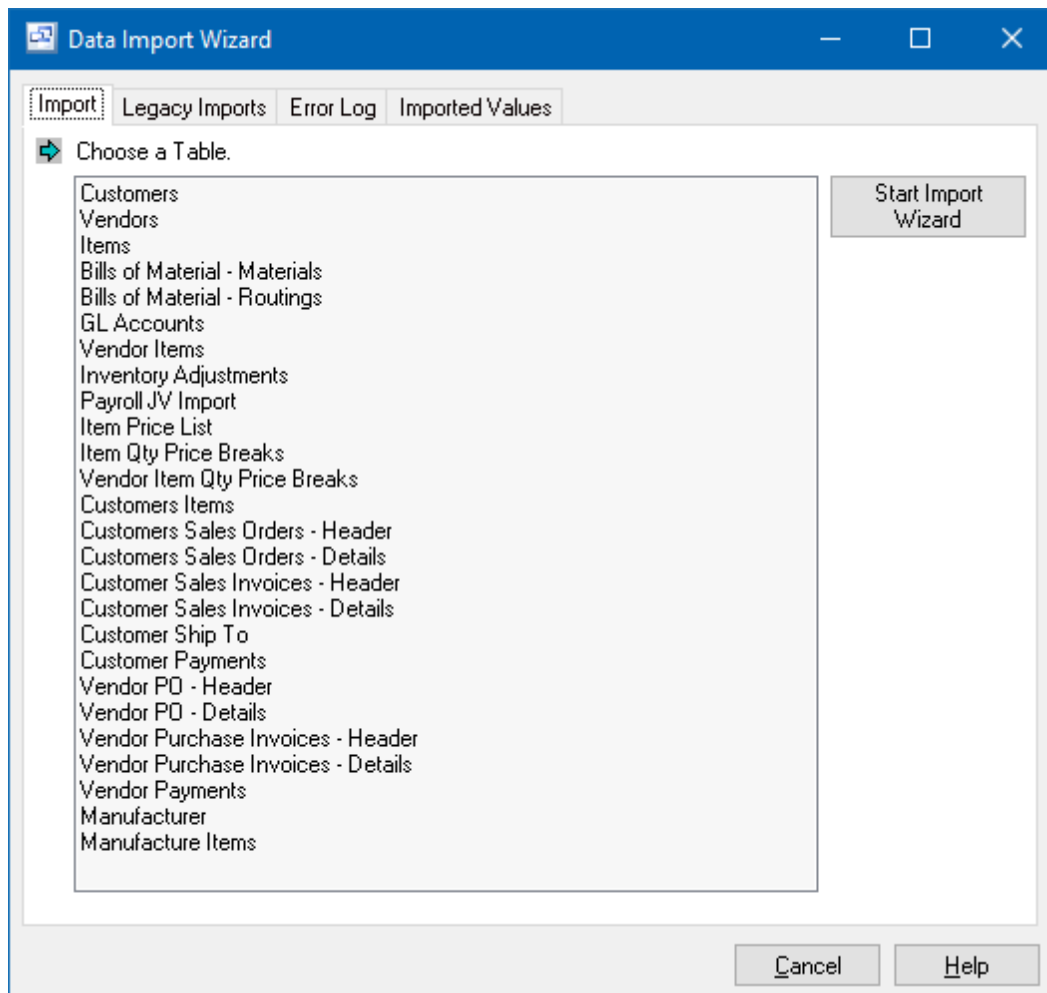 Data Import Wizard
Import
Legacy Imports
Error Log
Imported Values
Choose a Table.
Customers
Vendors
Items
Bills of Material - Materials
Bills of Material - Routings
GL Accounts
Vendor Items
Inventory Adjustments
Payroll JV Import
Item Price List
Item Qty Price Breaks
Vendor Item Qty Price Breaks
Customers Items
Customers Sales Orders - Header
Customers Sales Orders - Details
Customer Sales Invoices - Header
Customer Sales Invoices - Details
Customer Ship To
Customer Payments
Vendor PO - Header
Vendor PO - Details
Vendor Purchase Invoices - Header
Vendor Purchase Invoices - Details
Vendor Payments
Manufacturer
Manufacture Items
Start Import
Wizard
Cancel
Help